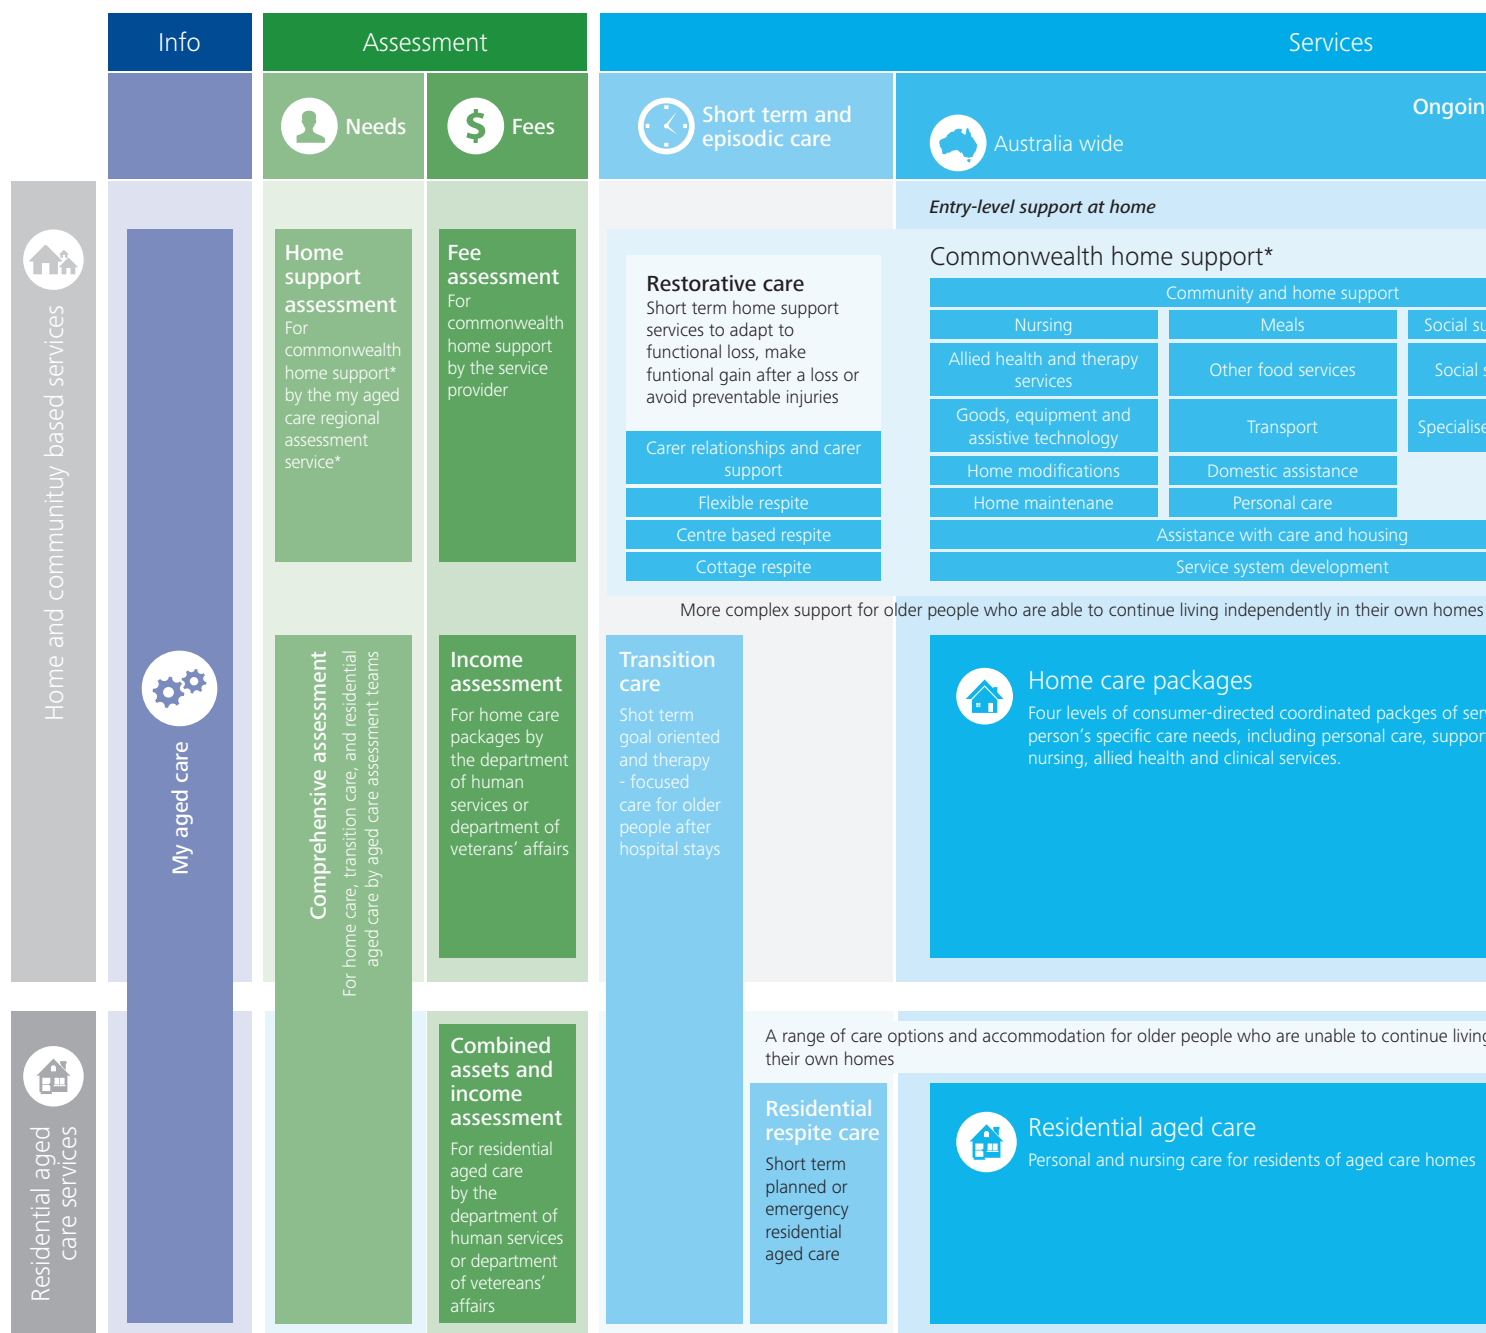 Info
Assessment
Services
Needs
Fees
Short term and
episodic care
Australia wide
Home and communituy based services
My aged care
Home
support
assessment
For
commonwealth
home support*
by the my aged
care regional
assessment
service*
Fee
assessment
For
commonwealth
home support
by the service
provider
Entry-level support at home
Restorative care
Short term home support
services to adapt to
functional loss, make
funtional gain after a loss or
avoid preventable injuries
Carer relationships and carer
support
Flexible respite
Centre based respite
Cottage respite
Commonwealth home support*
Community and home support
Nursing
Meals
Social
Allied health and therapy
services
Other food services
Social
Goods, equipment and
assistive technology
Transport
Home modifications
Domestic assistance
Home maintenane
Personal care
Assistance with care and housing
Service system development
More complex support for older people who are able to continue living independently in their own homes
Comprehensive assessment
For home care, transition care, and residential
aged care by aged care assessment teams
Income
assessment
For home care
packages by
the department
of human
services or
department of
veterans’ affairs
Transition
care
Shot term
goal oriented
and therapy
- focused
care for older
people after
hospital stays
Home care packages
Four levels of consumer-directed coordinated packges of
person’s specific care needs, including personal care,
nursing, allied health and clinical services.
Residential aged
care services
Combined
assets and
income
assessment
For residential
aged care
by the
department of
human services
or department
of vetereans’
affairs
A range of care options and accommodation for older people who are unable to continue living
their own homes
Residential
respite care
Short term
planned or
emergency
residential
aged care
Residential aged care
Personal and nursing care for residents of aged care homes